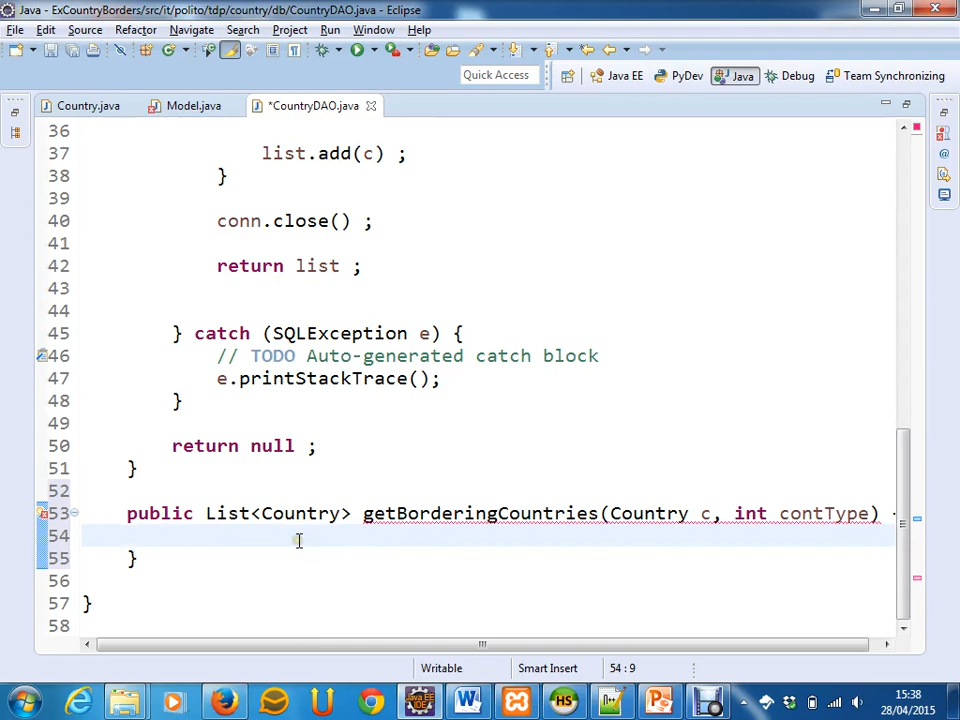 Java - ExCountryBorders/src/it/polito/tdp/country/db/CountryDAO.java - Eclipse
File Edit Source Refactor Navigate Search Project Run Window Help
Quick Access Java EE PyDev Java Debug Team Synchronizing
Country.java Model.java *CountryDAO.java
36
37 list.add(c) ;
38 }
39
40 conn.close() ;
41
42 return list ;
43
44
45 } catch (SQLException e) {
46 // TODO Auto-generated catch block
47 e.printStackTrace();
48 }
49
50 return null ;
51 }
52
53 public List<Country> getBorderingCountries(Country c, int contType)
54
55 }
56
57 }
58
Writable Smart Insert 54 : 9
15:38
28/04/2015